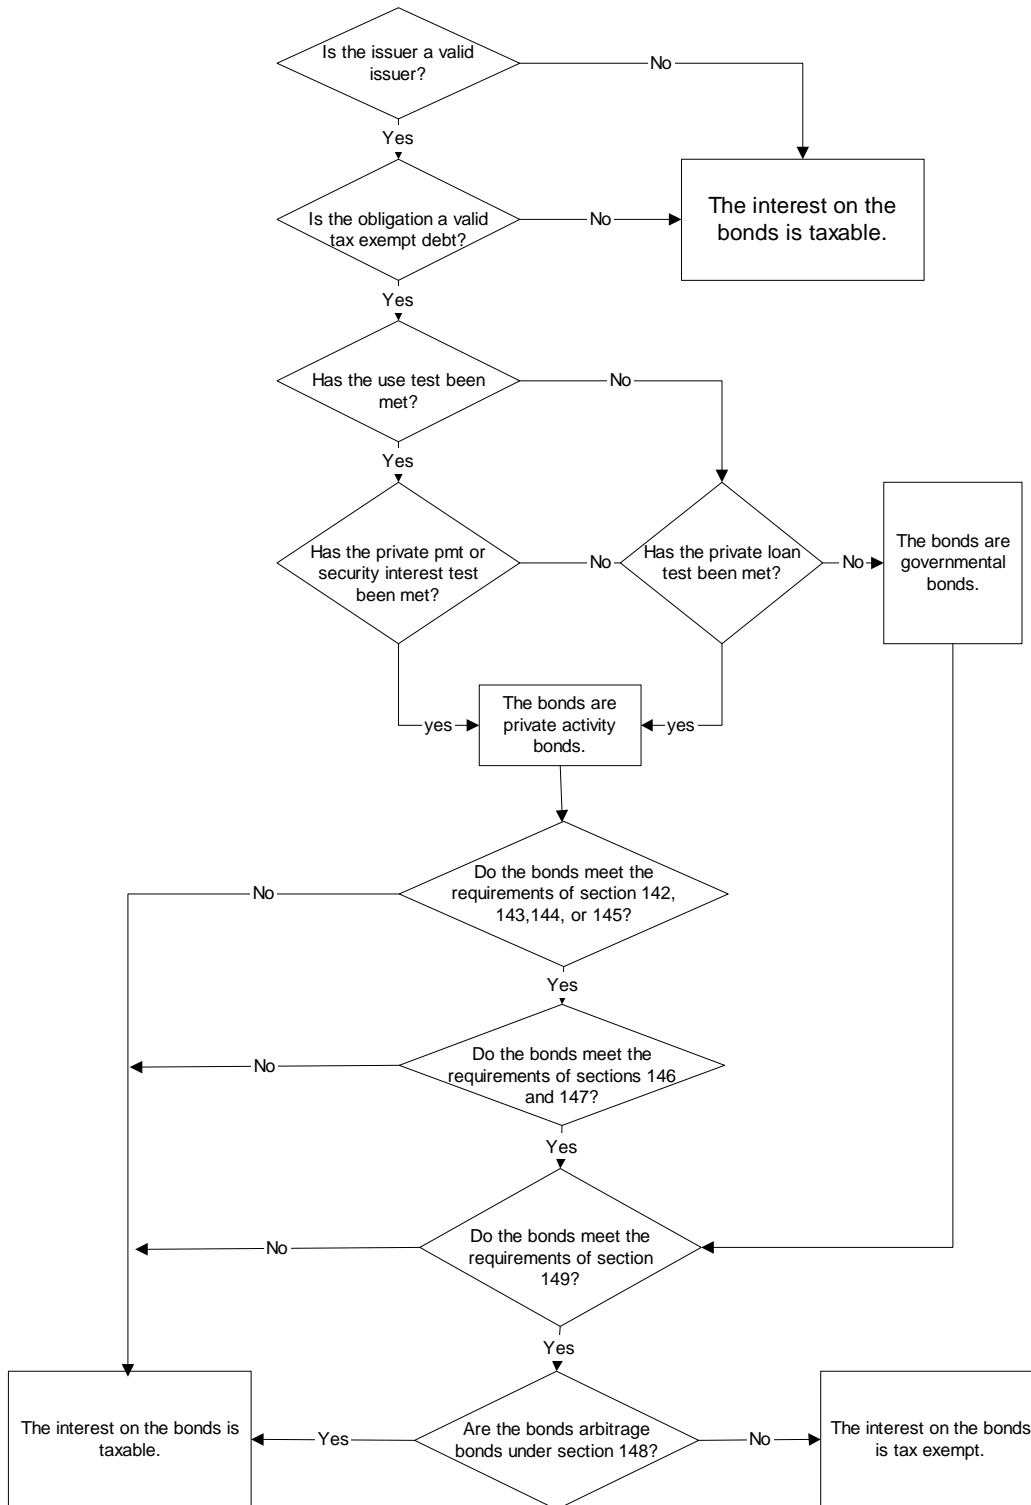 Is the issuer a valid
issuer?
No
Yes
Is the obligation a valid
tax exempt debt?
No
The interest on the
bonds is taxable.
Yes
Has the use test been
met?
No
Yes
Has the private pmt or
security interest test
been met?
No
Has the private loan
test been met?
No
The bonds are
governmental
bonds.
yes
The bonds are
private activity
bonds.
yes
Do the bonds meet the
requirements of section 142,
143,144, or 145?
No
Yes
Do the bonds meet the
requirements of sections 146
and 147?
No
Yes
Do the bonds meet the
requirements of section
149?
No
Yes
The interest on the bonds is
taxable.
Yes
Are the bonds arbitrage
bonds under section 148?
No
The interest on the bonds
is tax exempt.